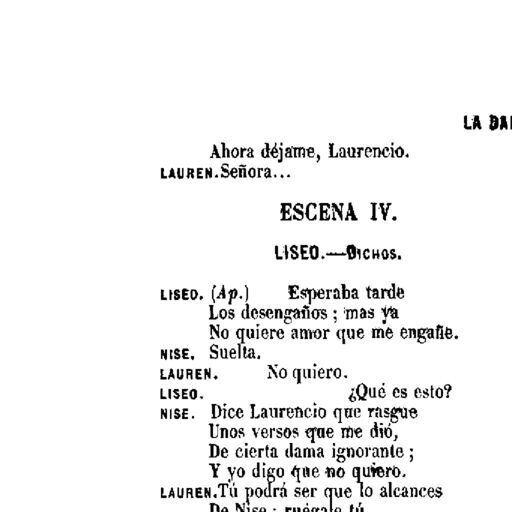 LA DA
Ahora déjame, Laurencio.
LAUREN. Señora...
ESCENA IV.
LISEO.—DICHOS.
LISEO. (Ap.) Esperaba tarde
Los desengaños; mas ya
No quiere amor que me engañe.
NISE. Suelta.
LAUREN. No quiero.
LISEO. ¿Qué es esto?
NISE. Dice Laurencio que rasgue
Unos versos que me dió,
De cierta dama ignorante;
Y yo digo que no quiero.
LAUREN. Tú podrá ser que lo alcances
De Nise; ruégale tú